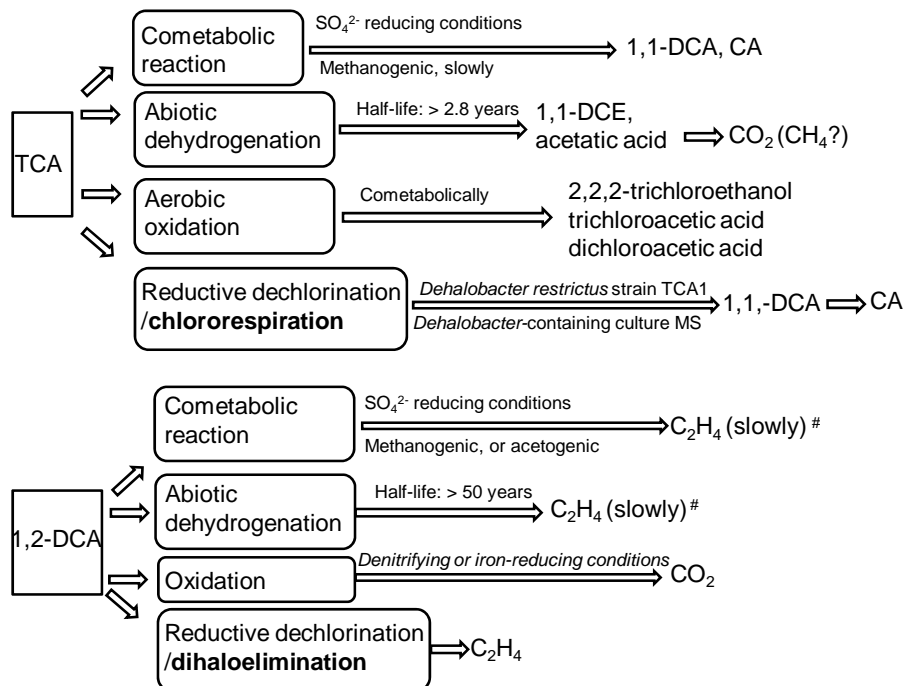 TCA
Cometabolic
reaction
SO₄²⁻ reducing conditions
Methanogenic, slowly
1,1-DCA, CA
Abiotic
dehydrogenation
Half-life: > 2.8 years
1,1-DCE,
acetatic acid
CO₂ (CH₄?)
Aerobic
oxidation
Cometabolically
2,2,2-trichloroethanol
trichloroacetic acid
dichloroacetic acid
Reductive dechlorination
/chlororespiration
Dehalobacter restrictus strain TCA1
Dehalobacter-containing culture MS
1,1,-DCA
CA
1,2-DCA
Cometabolic
reaction
SO₄²⁻ reducing conditions
Methanogenic, or acetogenic
C₂H₄ (slowly) #
Abiotic
dehydrogenation
Half-life: > 50 years
C₂H₄ (slowly) #
Oxidation
Denitrifying or iron-reducing conditions
CO₂
Reductive dechlorination
/dihaloelimination
C₂H₄